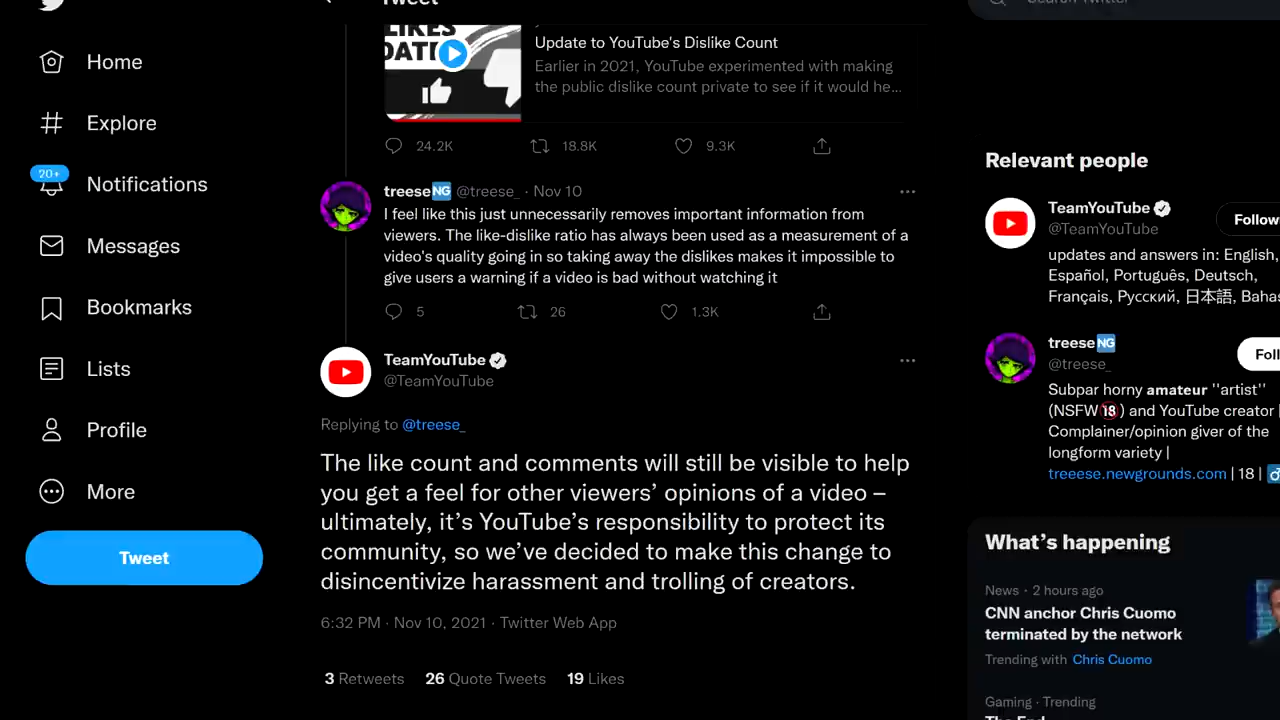 Tweet
Search Twitter
Home
Explore
20+
Notifications
Messages
Bookmarks
Lists
Profile
More
Tweet
LIKES
Update to YouTube's Dislike Count
Earlier in 2021, YouTube experimented with making
the public dislike count private to see if it would he...
24.2K 18.8K 9.3K
treese NG @treese_ · Nov 10
I feel like this just unnecessarily removes important information from
viewers. The like-dislike ratio has always been used as a measurement of a
video's quality going in so taking away the dislikes makes it impossible to
give users a warning if a video is bad without watching it
5 26 1.3K
TeamYouTube
@TeamYouTube
Replying to @treese_
The like count and comments will still be visible to help
you get a feel for other viewers’ opinions of a video –
ultimately, it’s YouTube’s responsibility to protect its
community, so we’ve decided to make this change to
disincentivize harassment and trolling of creators.
6:32 PM · Nov 10, 2021 · Twitter Web App
3 Retweets 26 Quote Tweets 19 Likes
Relevant people
TeamYouTube
@TeamYouTube
Follow
updates and answers in: English,
Español, Português, Deutsch,
Français, Русский, 日本語, Bahas
treese NG
@treese_
Foll
Subpar horny amateur ''artist''
(NSFW🔞) and YouTube creator |
Complainer/opinion giver of the
longform variety |
treeese.newgrounds.com | 18 | ♂
What’s happening
News · 2 hours ago
CNN anchor Chris Cuomo
terminated by the network
Trending with Chris Cuomo
Gaming · Trending
The End